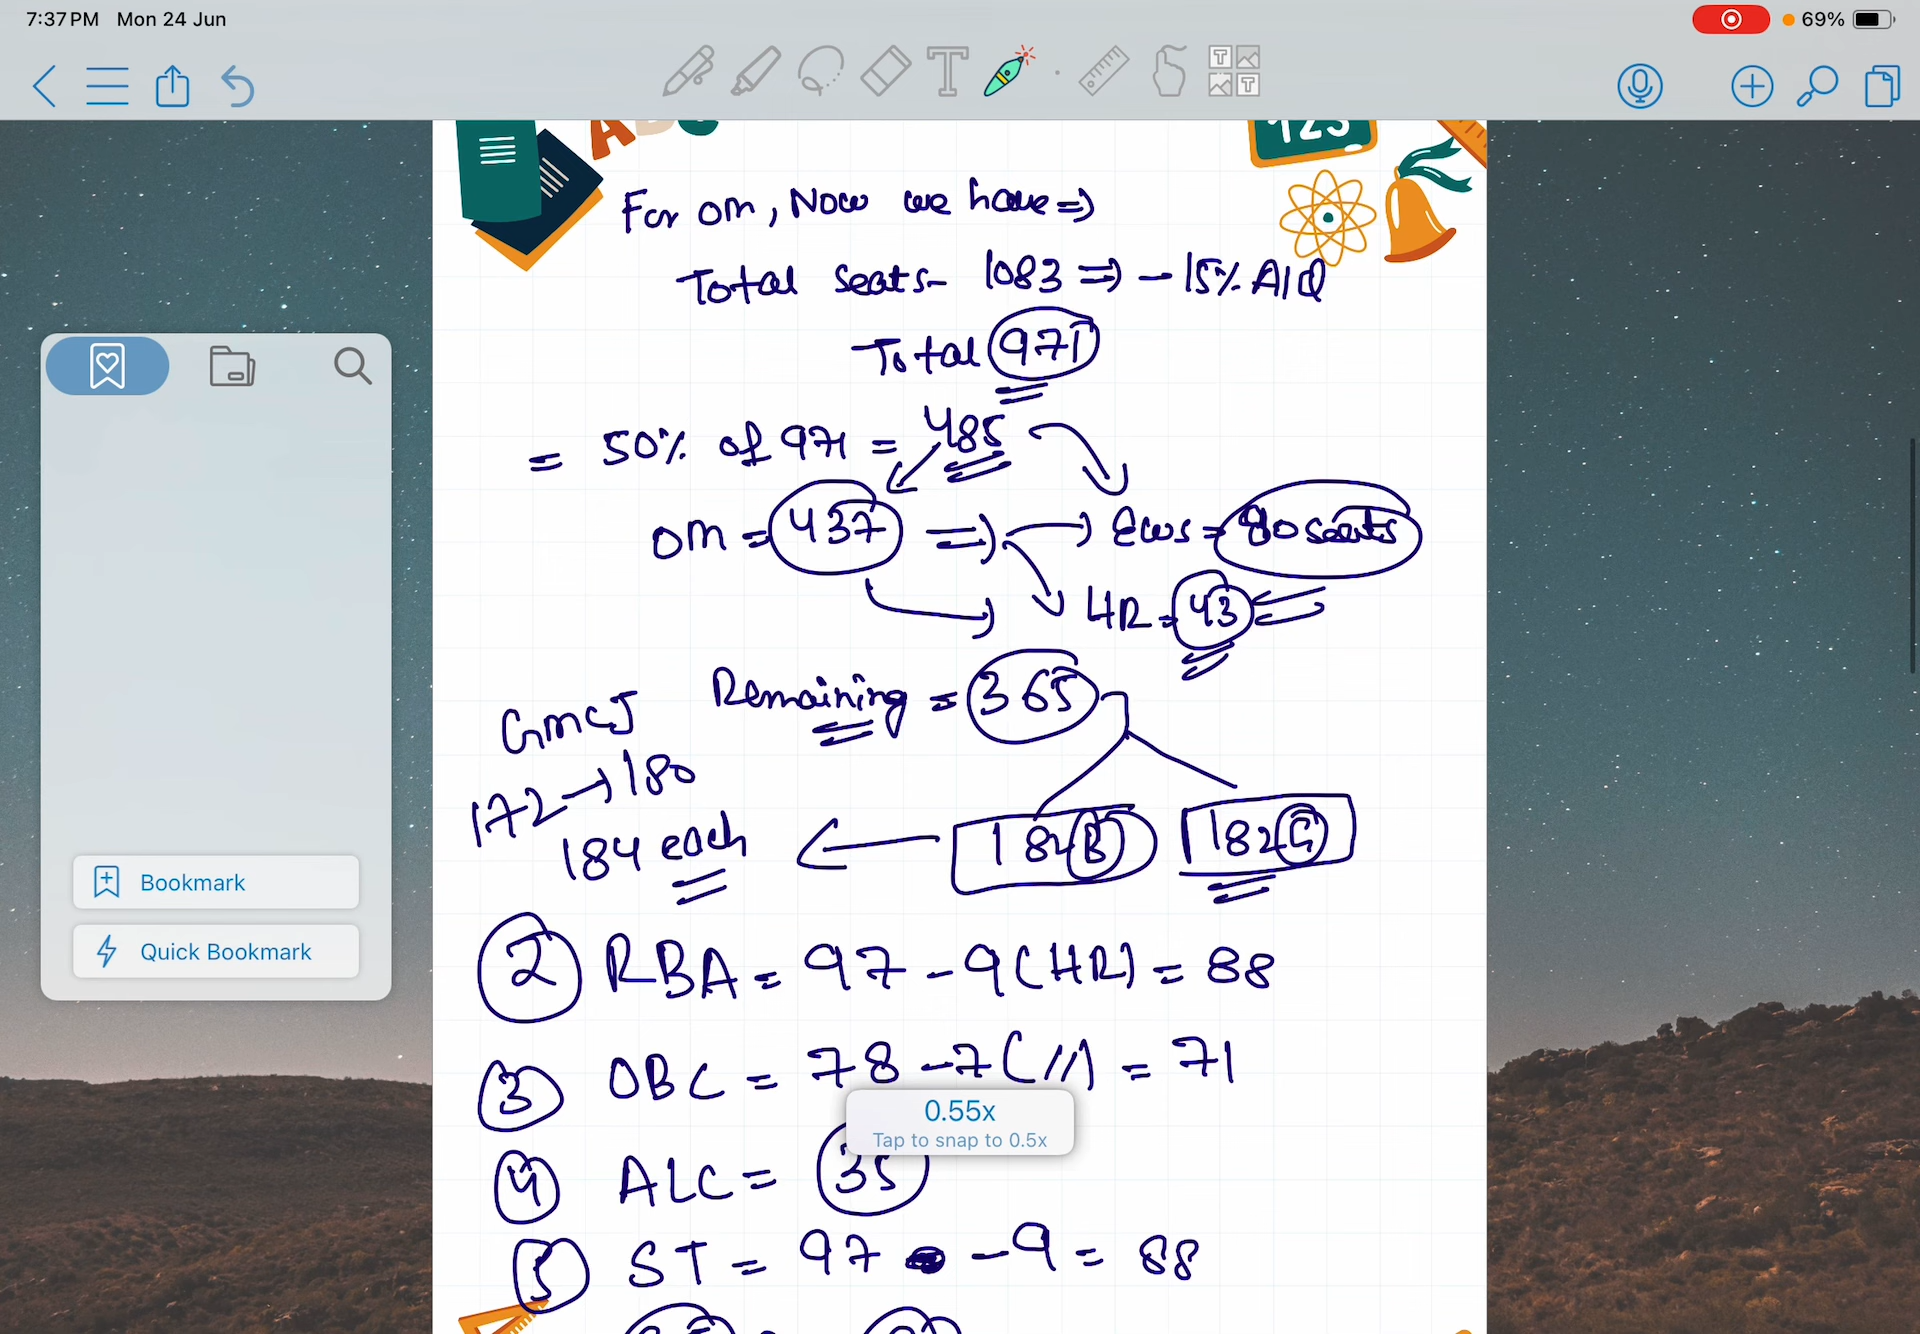 7:37 PM Mon 24 Jun
69%
123
For OM, Now we have ⇒
Total seats - 1083 ⇒ - 15% AIQ
Total 971
= 50% of 971 = 485
OM = 437 ⇒ → EWS = 80 seats
HR = 43
Remaining = 365
GMCJ
172 → 180
184 each ← 182 B 182 G
2 RBA = 97 - 9 (HR) = 88
3 OBC = 78 - 7 (//) = 71
4 ALC = 35
5 ST = 97 - 9 = 88
Bookmark
Quick Bookmark
0.55x
Tap to snap to 0.5x